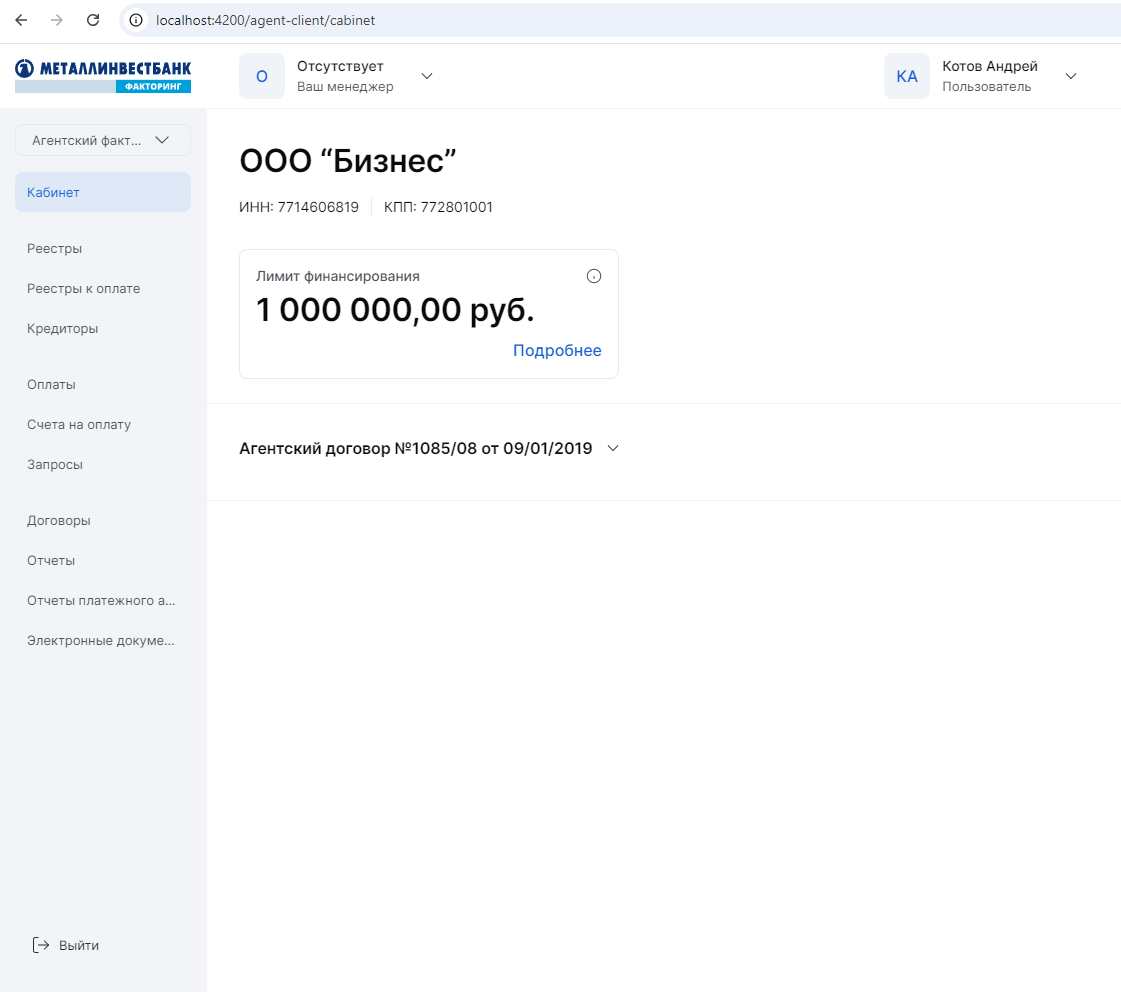 localhost:4200/agent-client/cabinet
МЕТАЛЛИНВЕСТБАНК
ФАКТОРИНГ
О
Отсутствует
Ваш менеджер
КА
Котов Андрей
Пользователь
Агентский факт...
Кабинет
Реестры
Реестры к оплате
Кредиторы
Оплаты
Счета на оплату
Запросы
Договоры
Отчеты
Отчеты платежного а...
Электронные докуме...
Выйти
ООО “Бизнес”
ИНН: 7714606819 КПП: 772801001
Лимит финансирования
1 000 000,00 руб.
Подробнее
Агентский договор №1085/08 от 09/01/2019